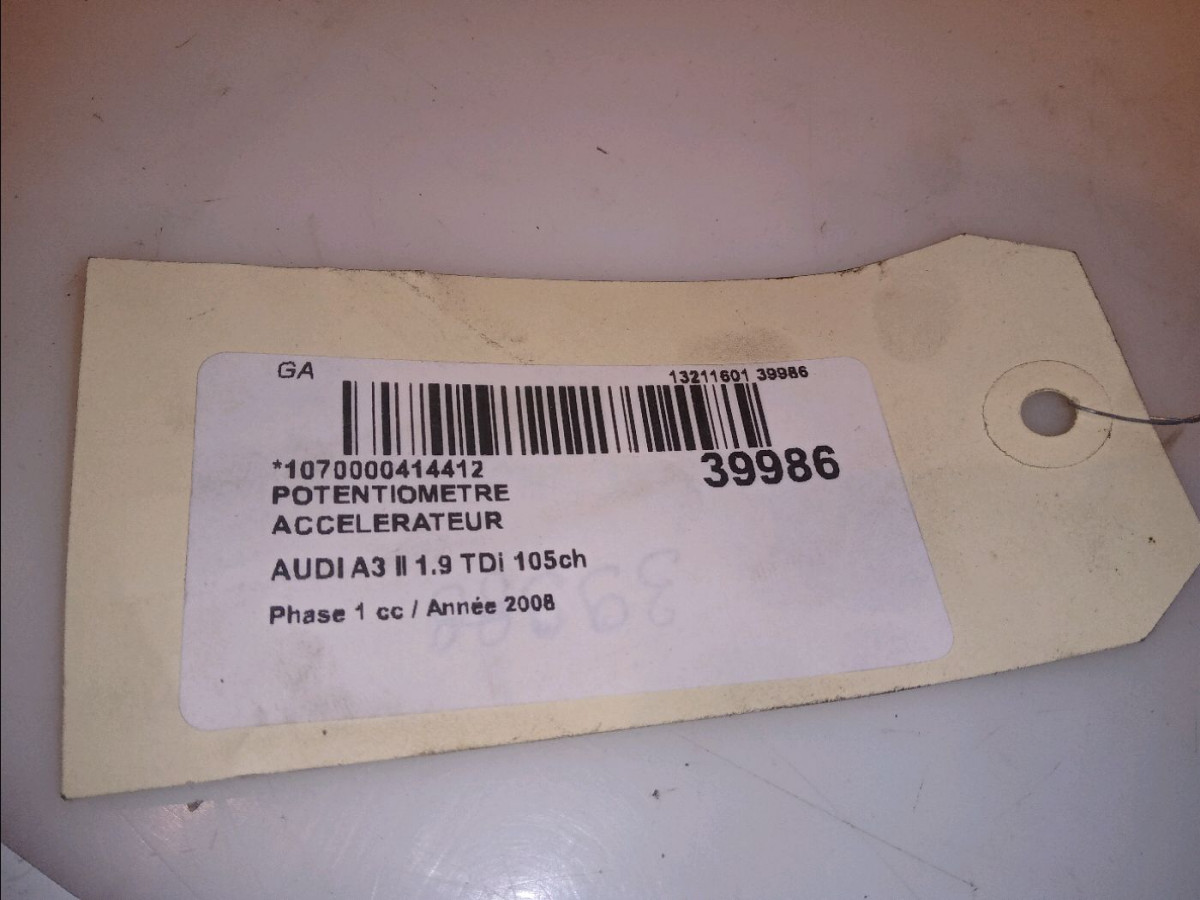 GA
13211601 39986
*1070000414412
39986
POTENTIOMETRE
ACCELERATEUR
AUDI A3 II 1.9 TDi 105ch
Phase 1 cc / Année 2008